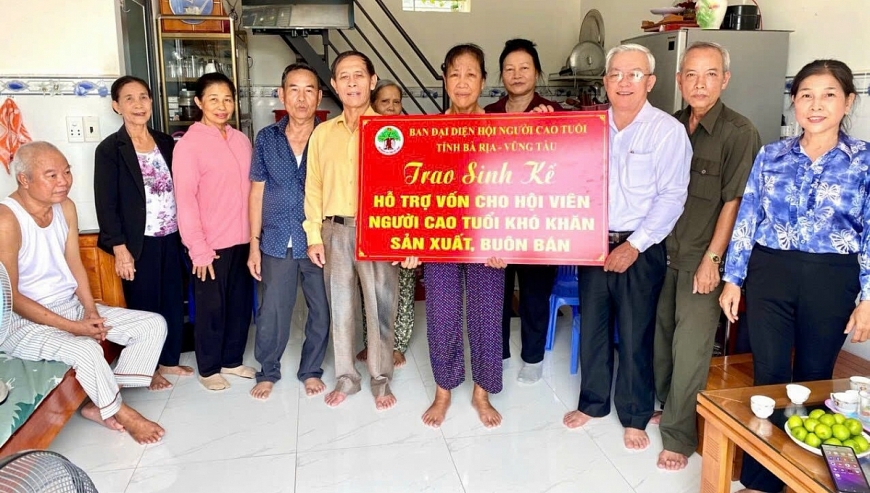 BAN ĐẠI DIỆN HỘI NGƯỜI CAO TUỔI
TỈNH BÀ RỊA - VŨNG TÀU
Trao Sinh Kế
HỖ TRỢ VỐN CHO HỘI VIÊN
NGƯỜI CAO TUỔI KHÓ KHĂN
SẢN XUẤT, BUÔN BÁN